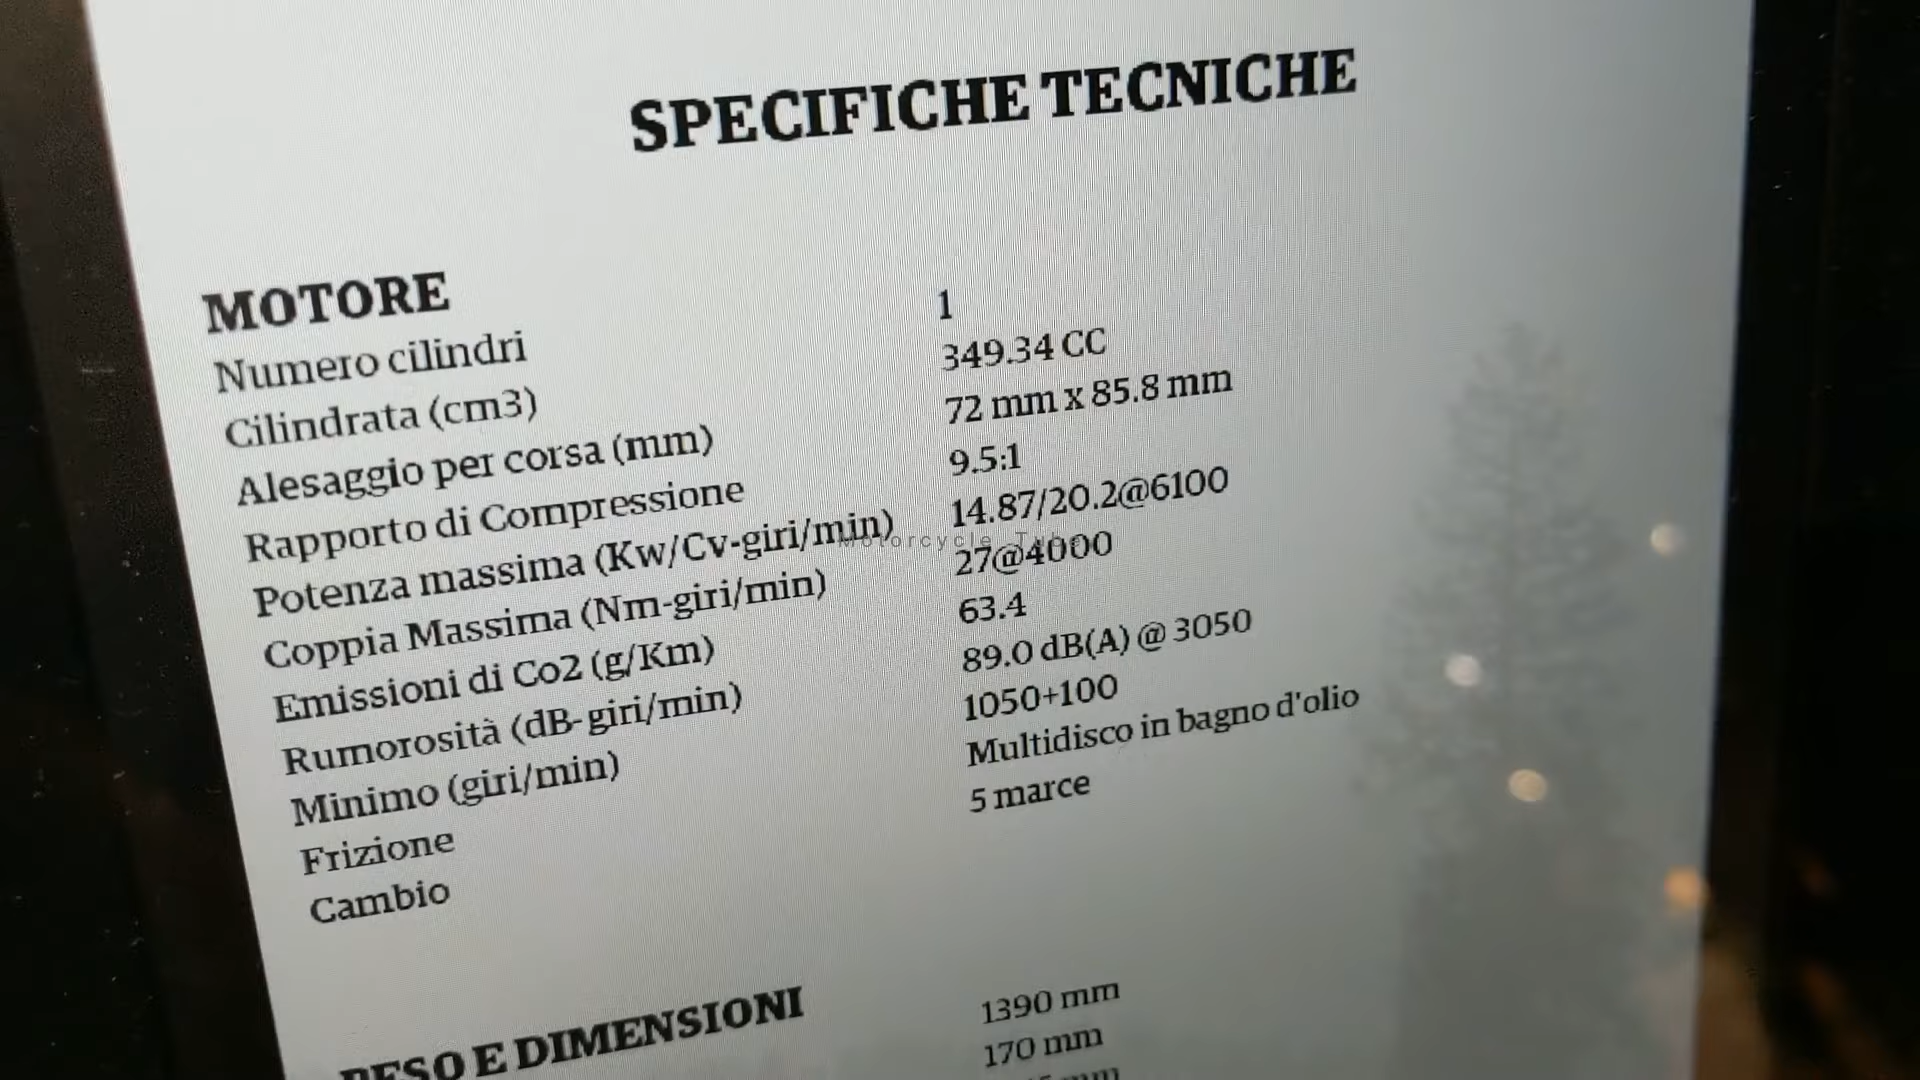 SPECIFICHE TECNICHE
MOTORE
Numero cilindri 1
Cilindrata (cm3) 349.34 CC
Alesaggio per corsa (mm) 72 mm x 85.8 mm
Rapporto di Compressione 9.5:1
Potenza massima (Kw/Cv-giri/min) 14.87/20.2@6100
Coppia Massima (Nm-giri/min) 27@4000
Emissioni di Co2 (g/Km) 63.4
Rumorosità (dB-giri/min) 89.0 dB(A) @ 3050
Minimo (giri/min) 1050+100
Frizione Multidisco in bagno d'olio
Cambio 5 marce
Motorcycle Tube
PESO E DIMENSIONI
1390 mm
170 mm
mm